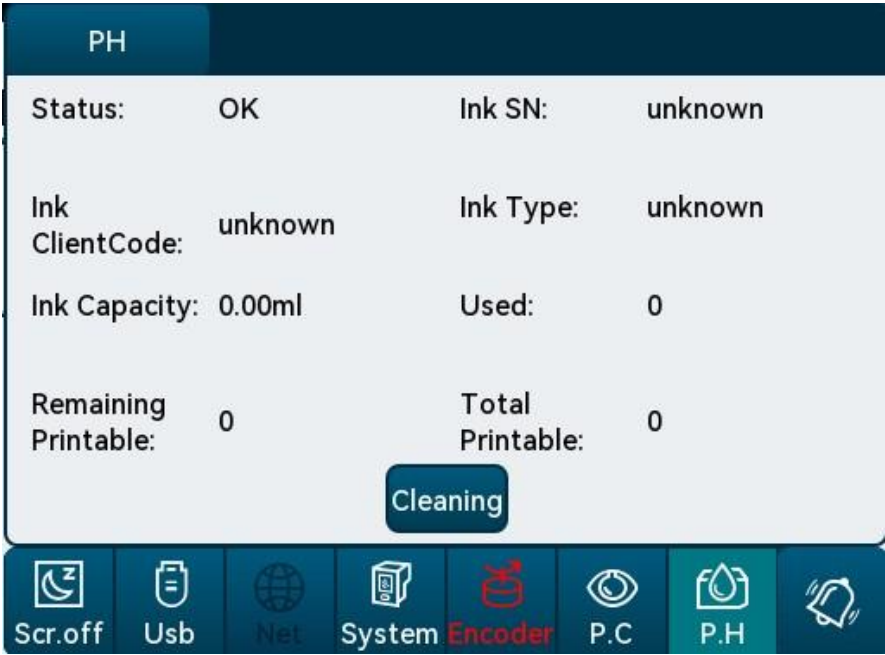 PH
Status: OK Ink SN: unknown
Ink
ClientCode: unknown Ink Type: unknown
Ink Capacity: 0.00ml Used: 0
Remaining
Printable: 0 Total
Printable: 0
Cleaning
Scr.off Usb Net System Encoder P.C P.H